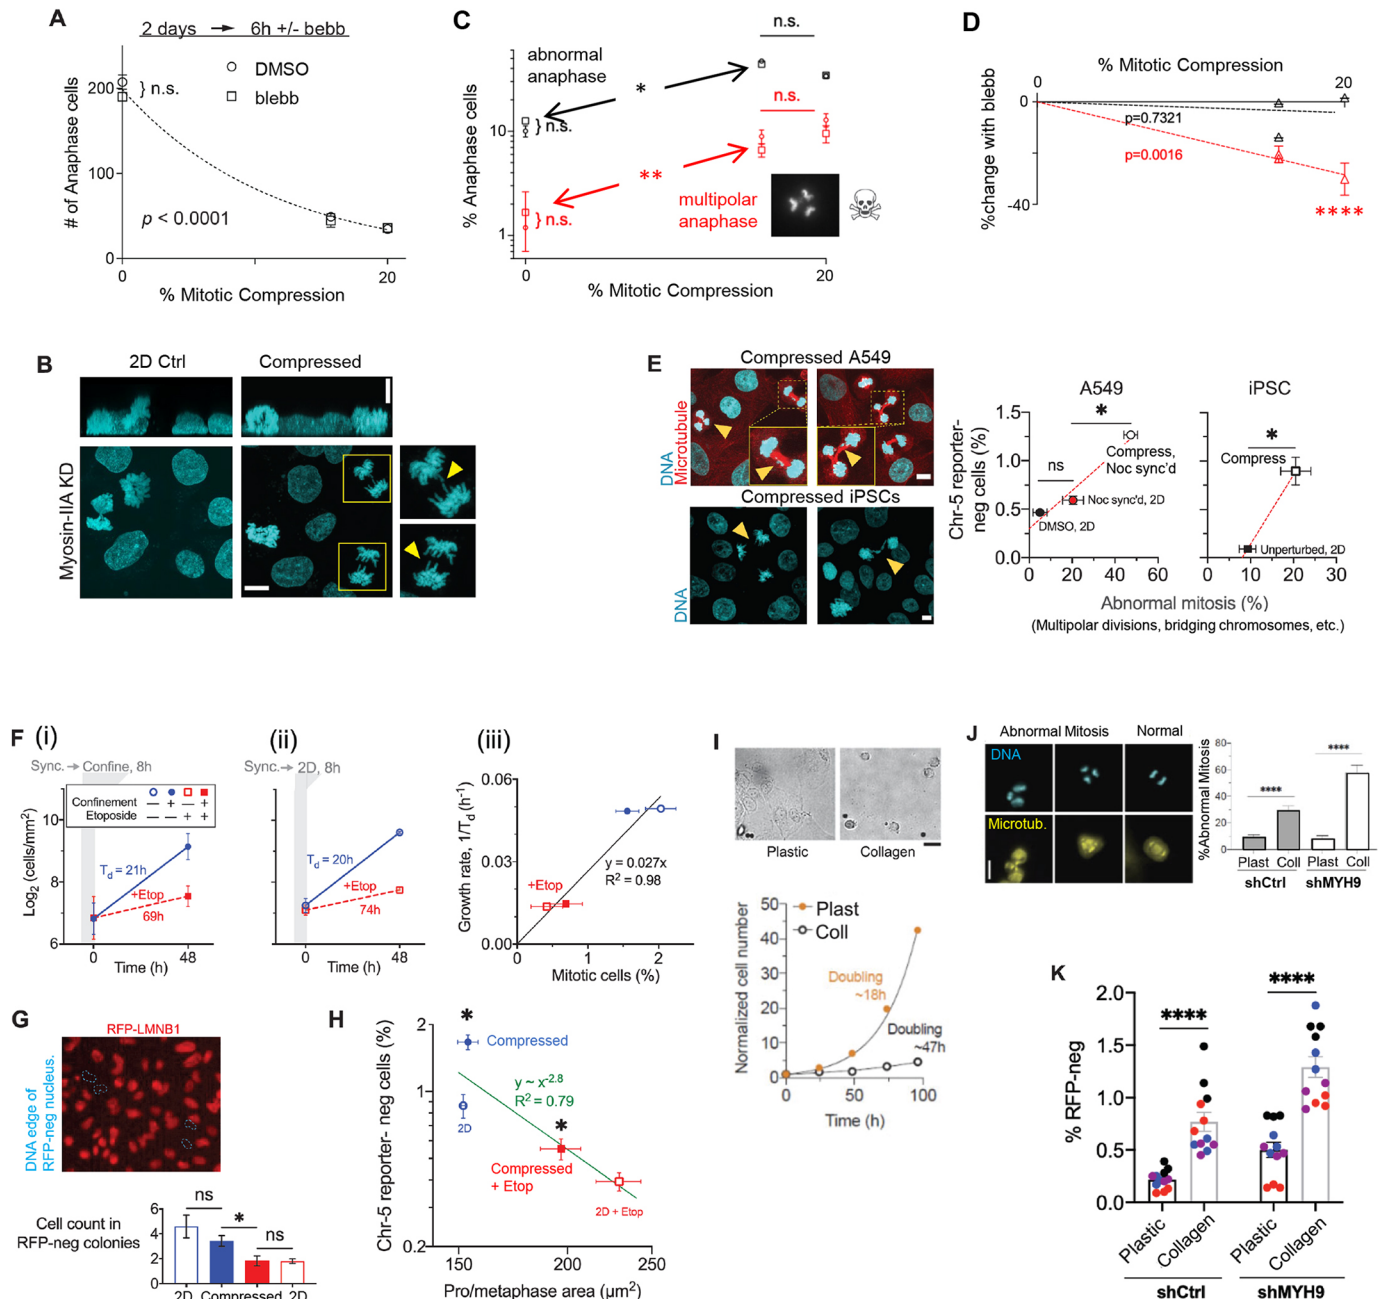 A
2 days → 6h +/- bebb
DMSO
blebb
} n.s.
p < 0.0001
# of Anaphase cells
200
100
0
0
20
% Mitotic Compression
C
n.s.
abnormal
anaphase
*
} n.s.
n.s.
**
} n.s.
multipolar
anaphase
% Anaphase cells
10
1
0
20
% Mitotic Compression
D
% Mitotic Compression
0
20
0
-40
%change with blebb
p=0.7321
p=0.0016
****
B
2D Ctrl
Compressed
Myosin-IIA KD
E
Compressed A549
DNA
Microtubule
Compressed iPSCs
DNA
A549
iPSC
Chr-5 reporter-
neg cells (%)
1.5
1.0
0.5
0.0
*
ns
Compress,
Noc sync'd
Noc sync'd, 2D
DMSO, 2D
0
20
40
60
*
Compress
Unperturbed, 2D
0
10
20
30
Abnormal mitosis (%)
(Multipolar divisions, bridging chromosomes, etc.)
F
(i)
Sync. → Confine, 8h
Confinement — + — +
Etoposide — — + +
Log2 (cells/mm2)
10
8
6
Td = 21h
+Etop
69h
0
48
Time (h)
(ii)
Sync.→ 2D, 8h
Td = 20h
+Etop
74h
0
48
Time (h)
(iii)
Growth rate, 1/Td (h-1)
0.06
0.03
0.00
+Etop
y = 0.027x
R2 = 0.98
0
1
2
Mitotic cells (%)
G
RFP-LMNB1
DNA edge of
RFP-neg nucleus.
Cell count in
RFP-neg colonies
6
4
2
0
ns
*
ns
2D
Compressed
2D
H
Chr-5 reporter- neg cells (%)
2
1
0.2
*
Compressed
2D
y ~ x-2.8
R2 = 0.79
*
Compressed
+ Etop
2D + Etop
150
200
250
Pro/metaphase area (µm2)
I
Plastic
Collagen
Normalized cell number
50
40
30
20
10
0
Plast
Coll
Doubling
~18h
Doubling
~47h
0
50
100
Time (h)
J
Abnormal Mitosis
Normal
DNA
Microtub.
%Abnormal Mitosis
80
60
40
20
0
****
****
Plast Coll Plast Coll
shCtrl shMYH9
K
% RFP-neg
2.0
1.5
1.0
0.5
0.0
****
****
Plastic
Collagen
Plastic
Collagen
shCtrl
shMYH9